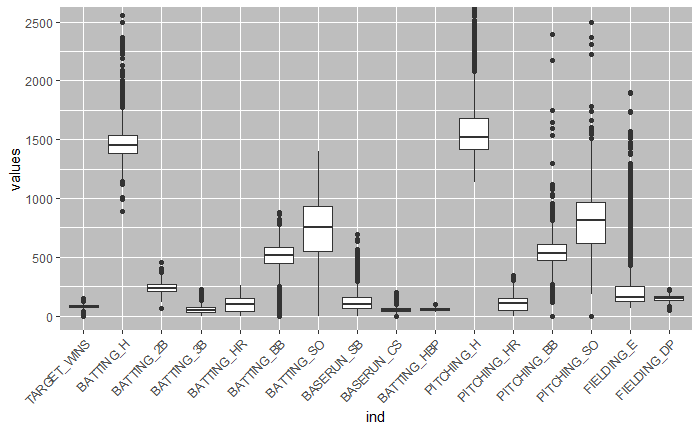 2500
2000
1500
1000
500
0
values
TARGET_WINS
BATTING_H
BATTING_2B
BATTING_3B
BATTING_HR
BATTING_BB
BATTING_SO
BASERUN_SB
BASERUN_CS
BATTING_HBP
PITCHING_H
PITCHING_HR
PITCHING_BB
PITCHING_SO
FIELDING_E
FIELDING_DP
ind